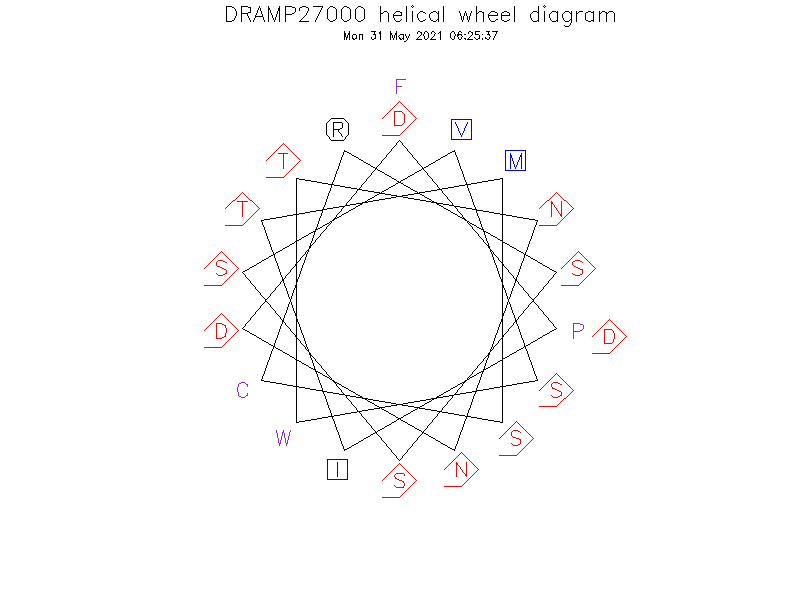 DRAMP27000 helical wheel diagram
Mon 31 May 2021 06:25:37
F
R D V
T M
T N
S S
D P D
C S
W S
I S N